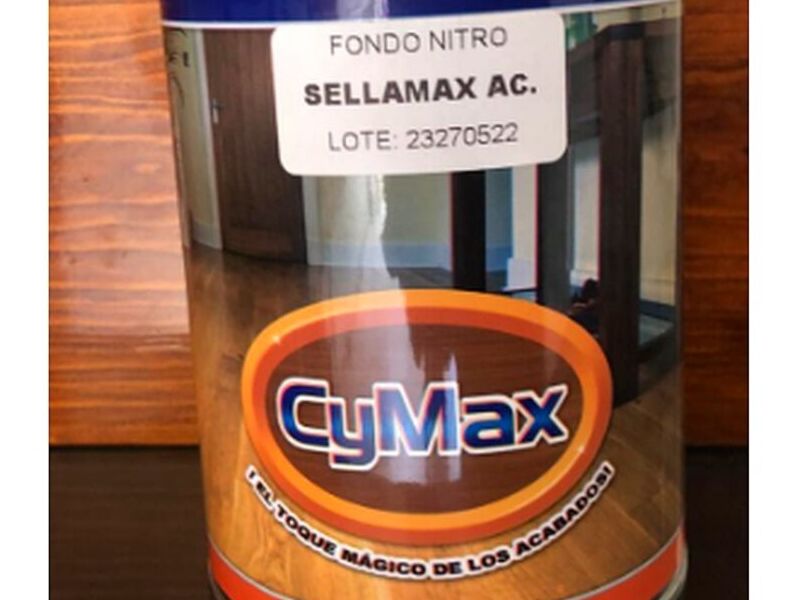 FONDO NITRO
SELLAMAX AC.
LOTE: 23270522
CyMax
¡EL TOQUE MÁGICO DE LOS ACABADOS!